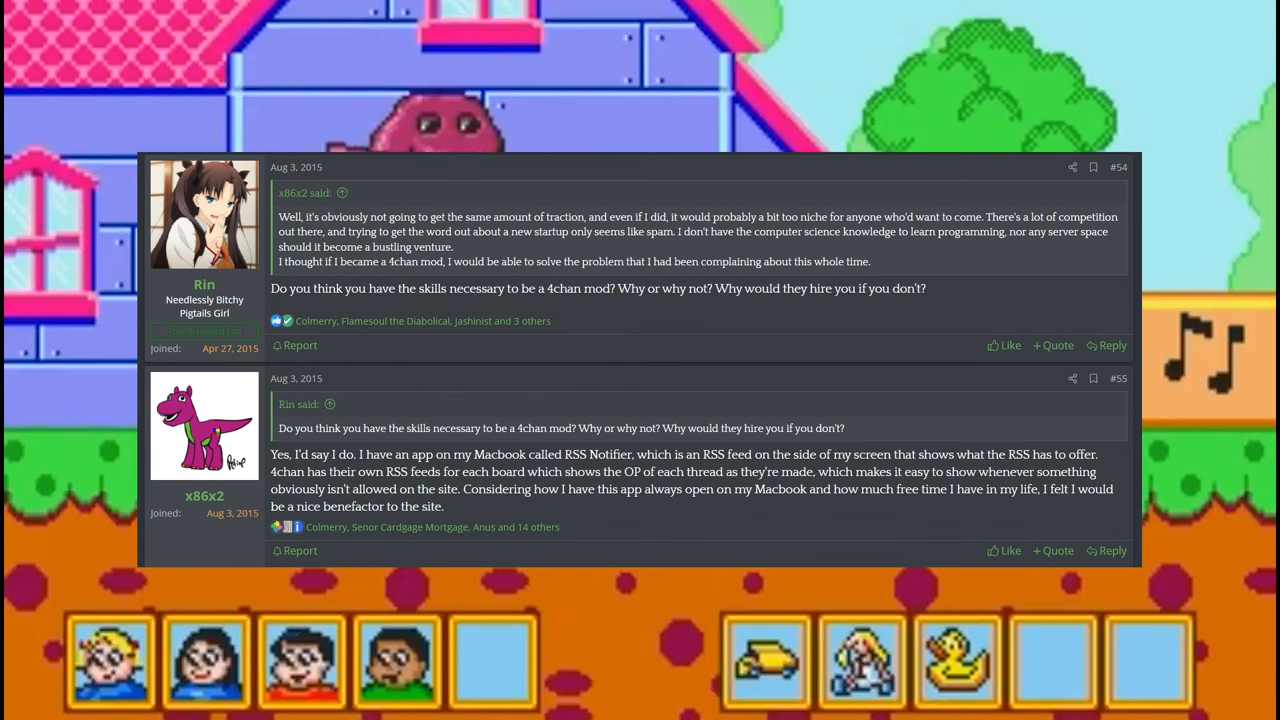 Aug 3, 2015
#54
x86x2 said:
Well, it's obviously not going to get the same amount of traction, and even if I did, it would probably a bit too niche for anyone who'd want to come. There's a lot of competition
out there, and trying to get the word out about a new startup only seems like spam. I don't have the computer science knowledge to learn programming, nor any server space
should it become a bustling venture.
I thought if I became a 4chan mod, I would be able to solve the problem that I had been complaining about this whole time.
Rin
Needlessly Bitchy
Pigtails Girl
True & Honest Fan
Joined: Apr 27, 2015
Do you think you have the skills necessary to be a 4chan mod? Why or why not? Why would they hire you if you don't?
Colmerry, Flamesoul the Diabolical, Jashinist and 3 others
Report
Like
+ Quote
Reply
Aug 3, 2015
#55
Rin said:
Do you think you have the skills necessary to be a 4chan mod? Why or why not? Why would they hire you if you don't?
x86x2
Joined: Aug 3, 2015
Yes, I'd say I do. I have an app on my Macbook called RSS Notifier, which is an RSS feed on the side of my screen that shows what the RSS has to offer.
4chan has their own RSS feeds for each board which shows the OP of each thread as they're made, which makes it easy to show whenever something
obviously isn't allowed on the site. Considering how I have this app always open on my Macbook and how much free time I have in my life, I felt I would
be a nice benefactor to the site.
Colmerry, Senor Cardgage Mortgage, Anus and 14 others
Report
Like
+ Quote
Reply